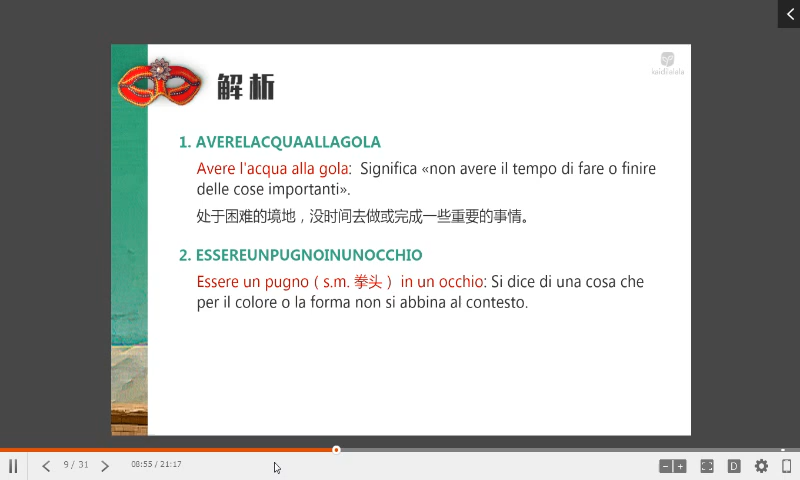 kaidialala
解析
1. AVERELACQUAALLAGOLA
Avere l'acqua alla gola: Significa «non avere il tempo di fare o finire
delle cose importanti».
处于困难的境地，没时间去做或完成一些重要的事情。
2. ESSEREUNPUGNOINUNOCCHIO
Essere un pugno ( s.m. 拳头 ) in un occhio: Si dice di una cosa che
per il colore o la forma non si abbina al contesto.
9 / 31
08:55 / 21:17
D